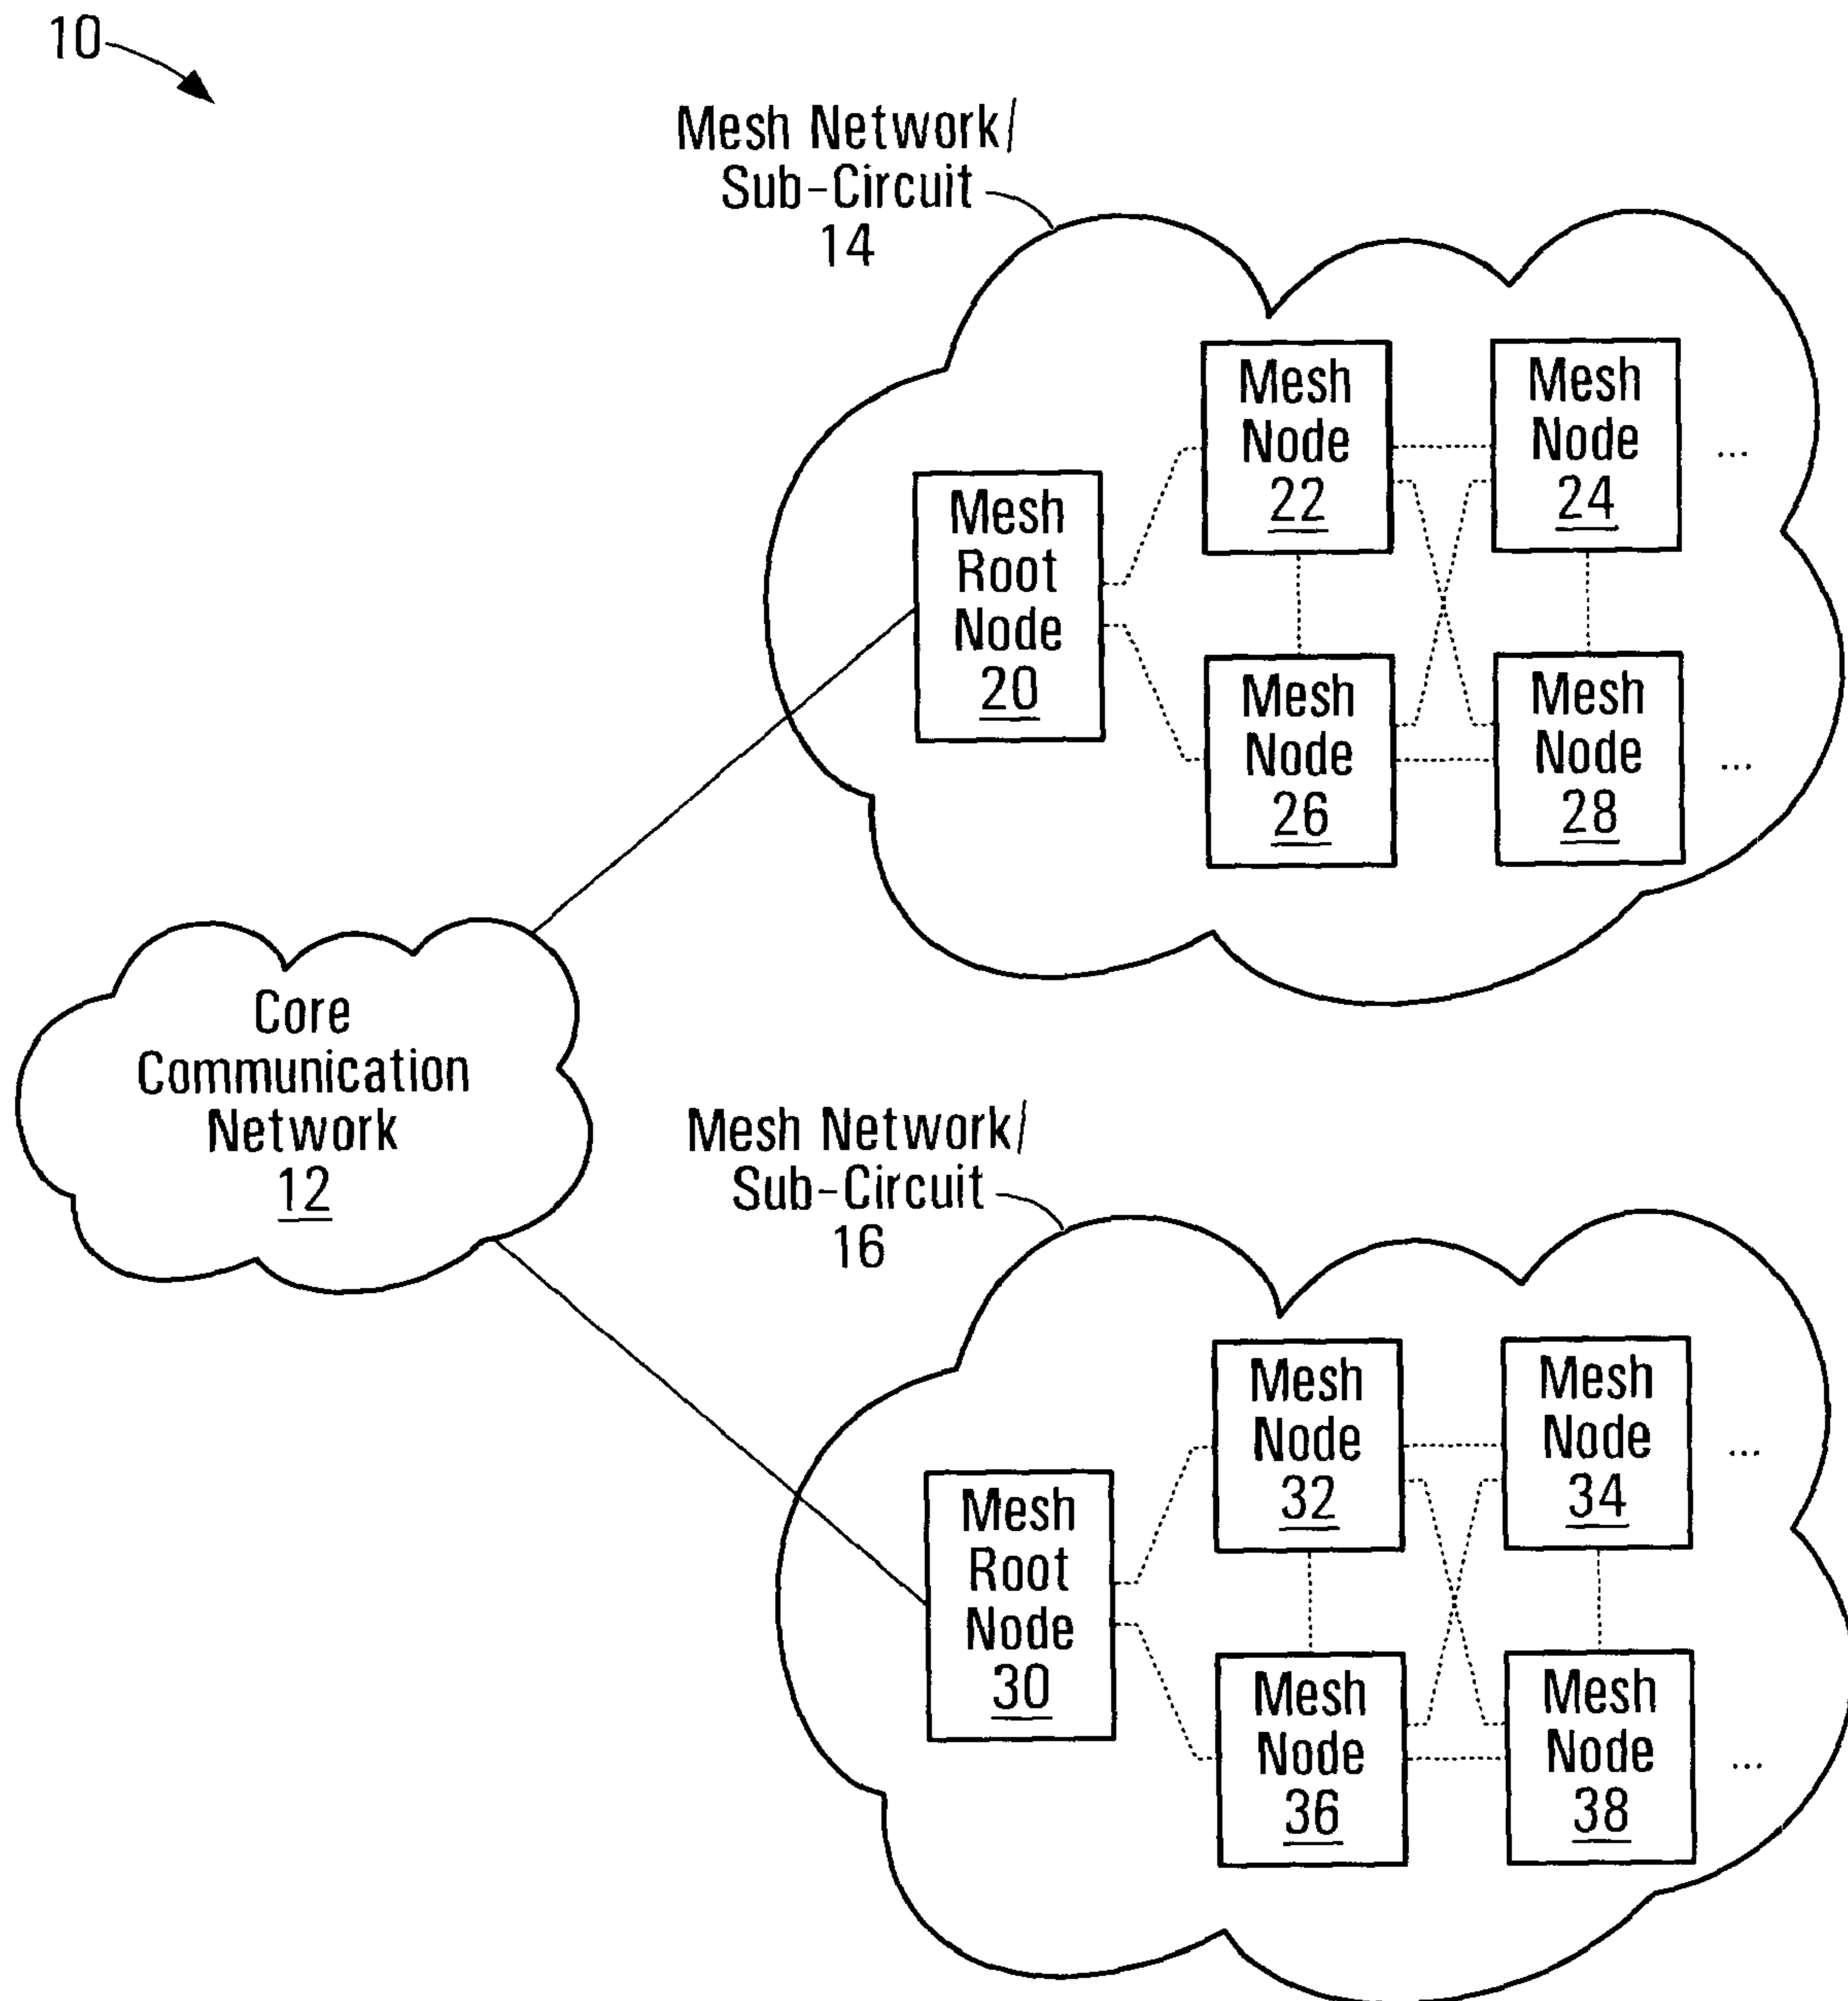 10
Mesh Network/
Sub-Circuit
14
Mesh
Root
Node
20
Mesh
Node
22
Mesh
Node
24
...
Mesh
Node
26
Mesh
Node
28
...
Core
Communication
Network
12
Mesh Network/
Sub-Circuit
16
Mesh
Root
Node
30
Mesh
Node
32
Mesh
Node
34
...
Mesh
Node
36
Mesh
Node
38
...